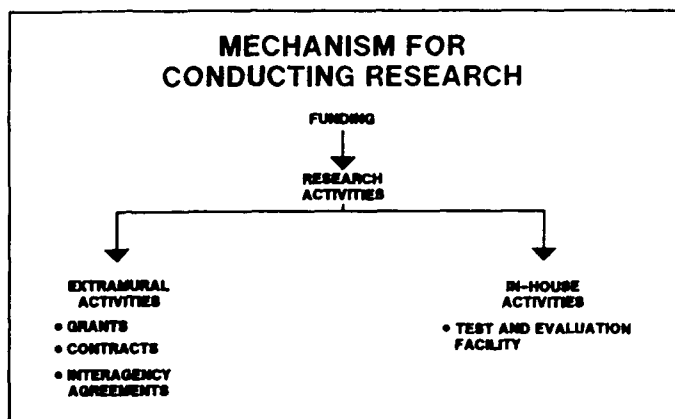 MECHANISM FOR
CONDUCTING RESEARCH
FUNDING
RESEARCH
ACTIVITIES
EXTRAMURAL
ACTIVITIES
• GRANTS
• CONTRACTS
• INTERAGENCY
AGREEMENTS
IN-HOUSE
ACTIVITIES
• TEST AND EVALUATION
FACILITY